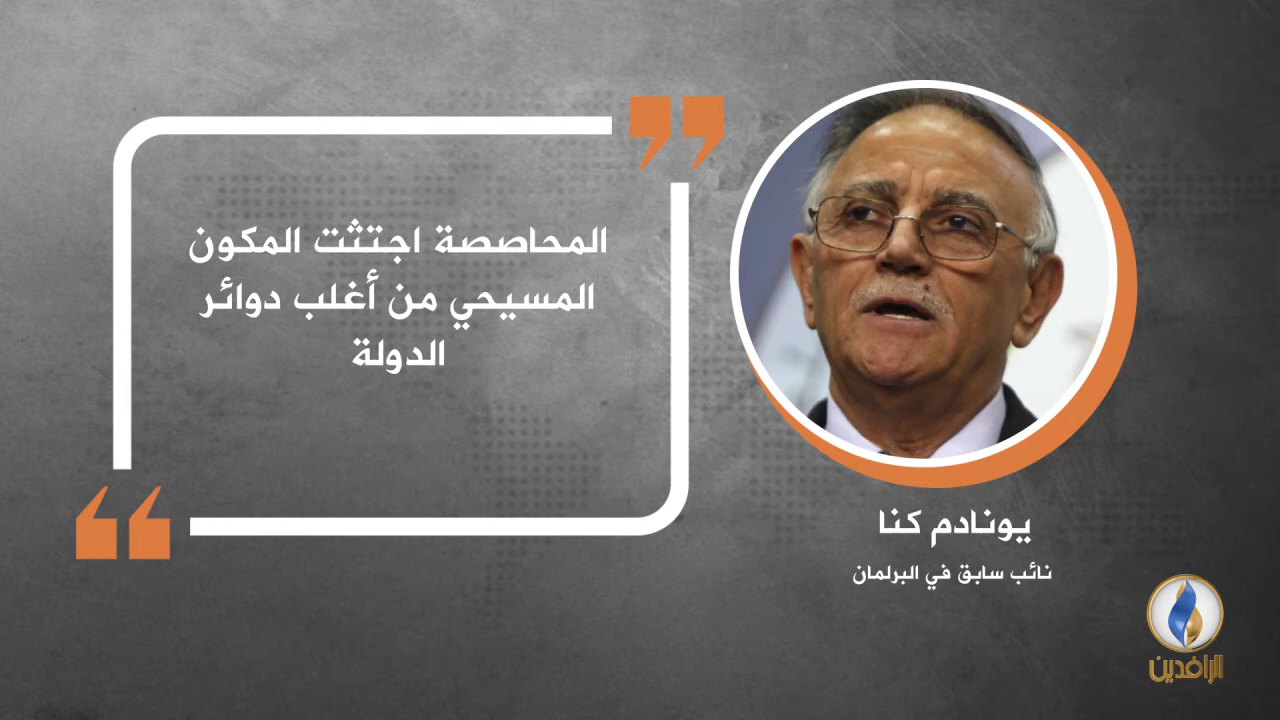 المحاصصة اجتثت المكون
المسيحي من أغلب دوائر
الدولة
يونادم كنا
نائب سابق في البرلمان
الرافدين